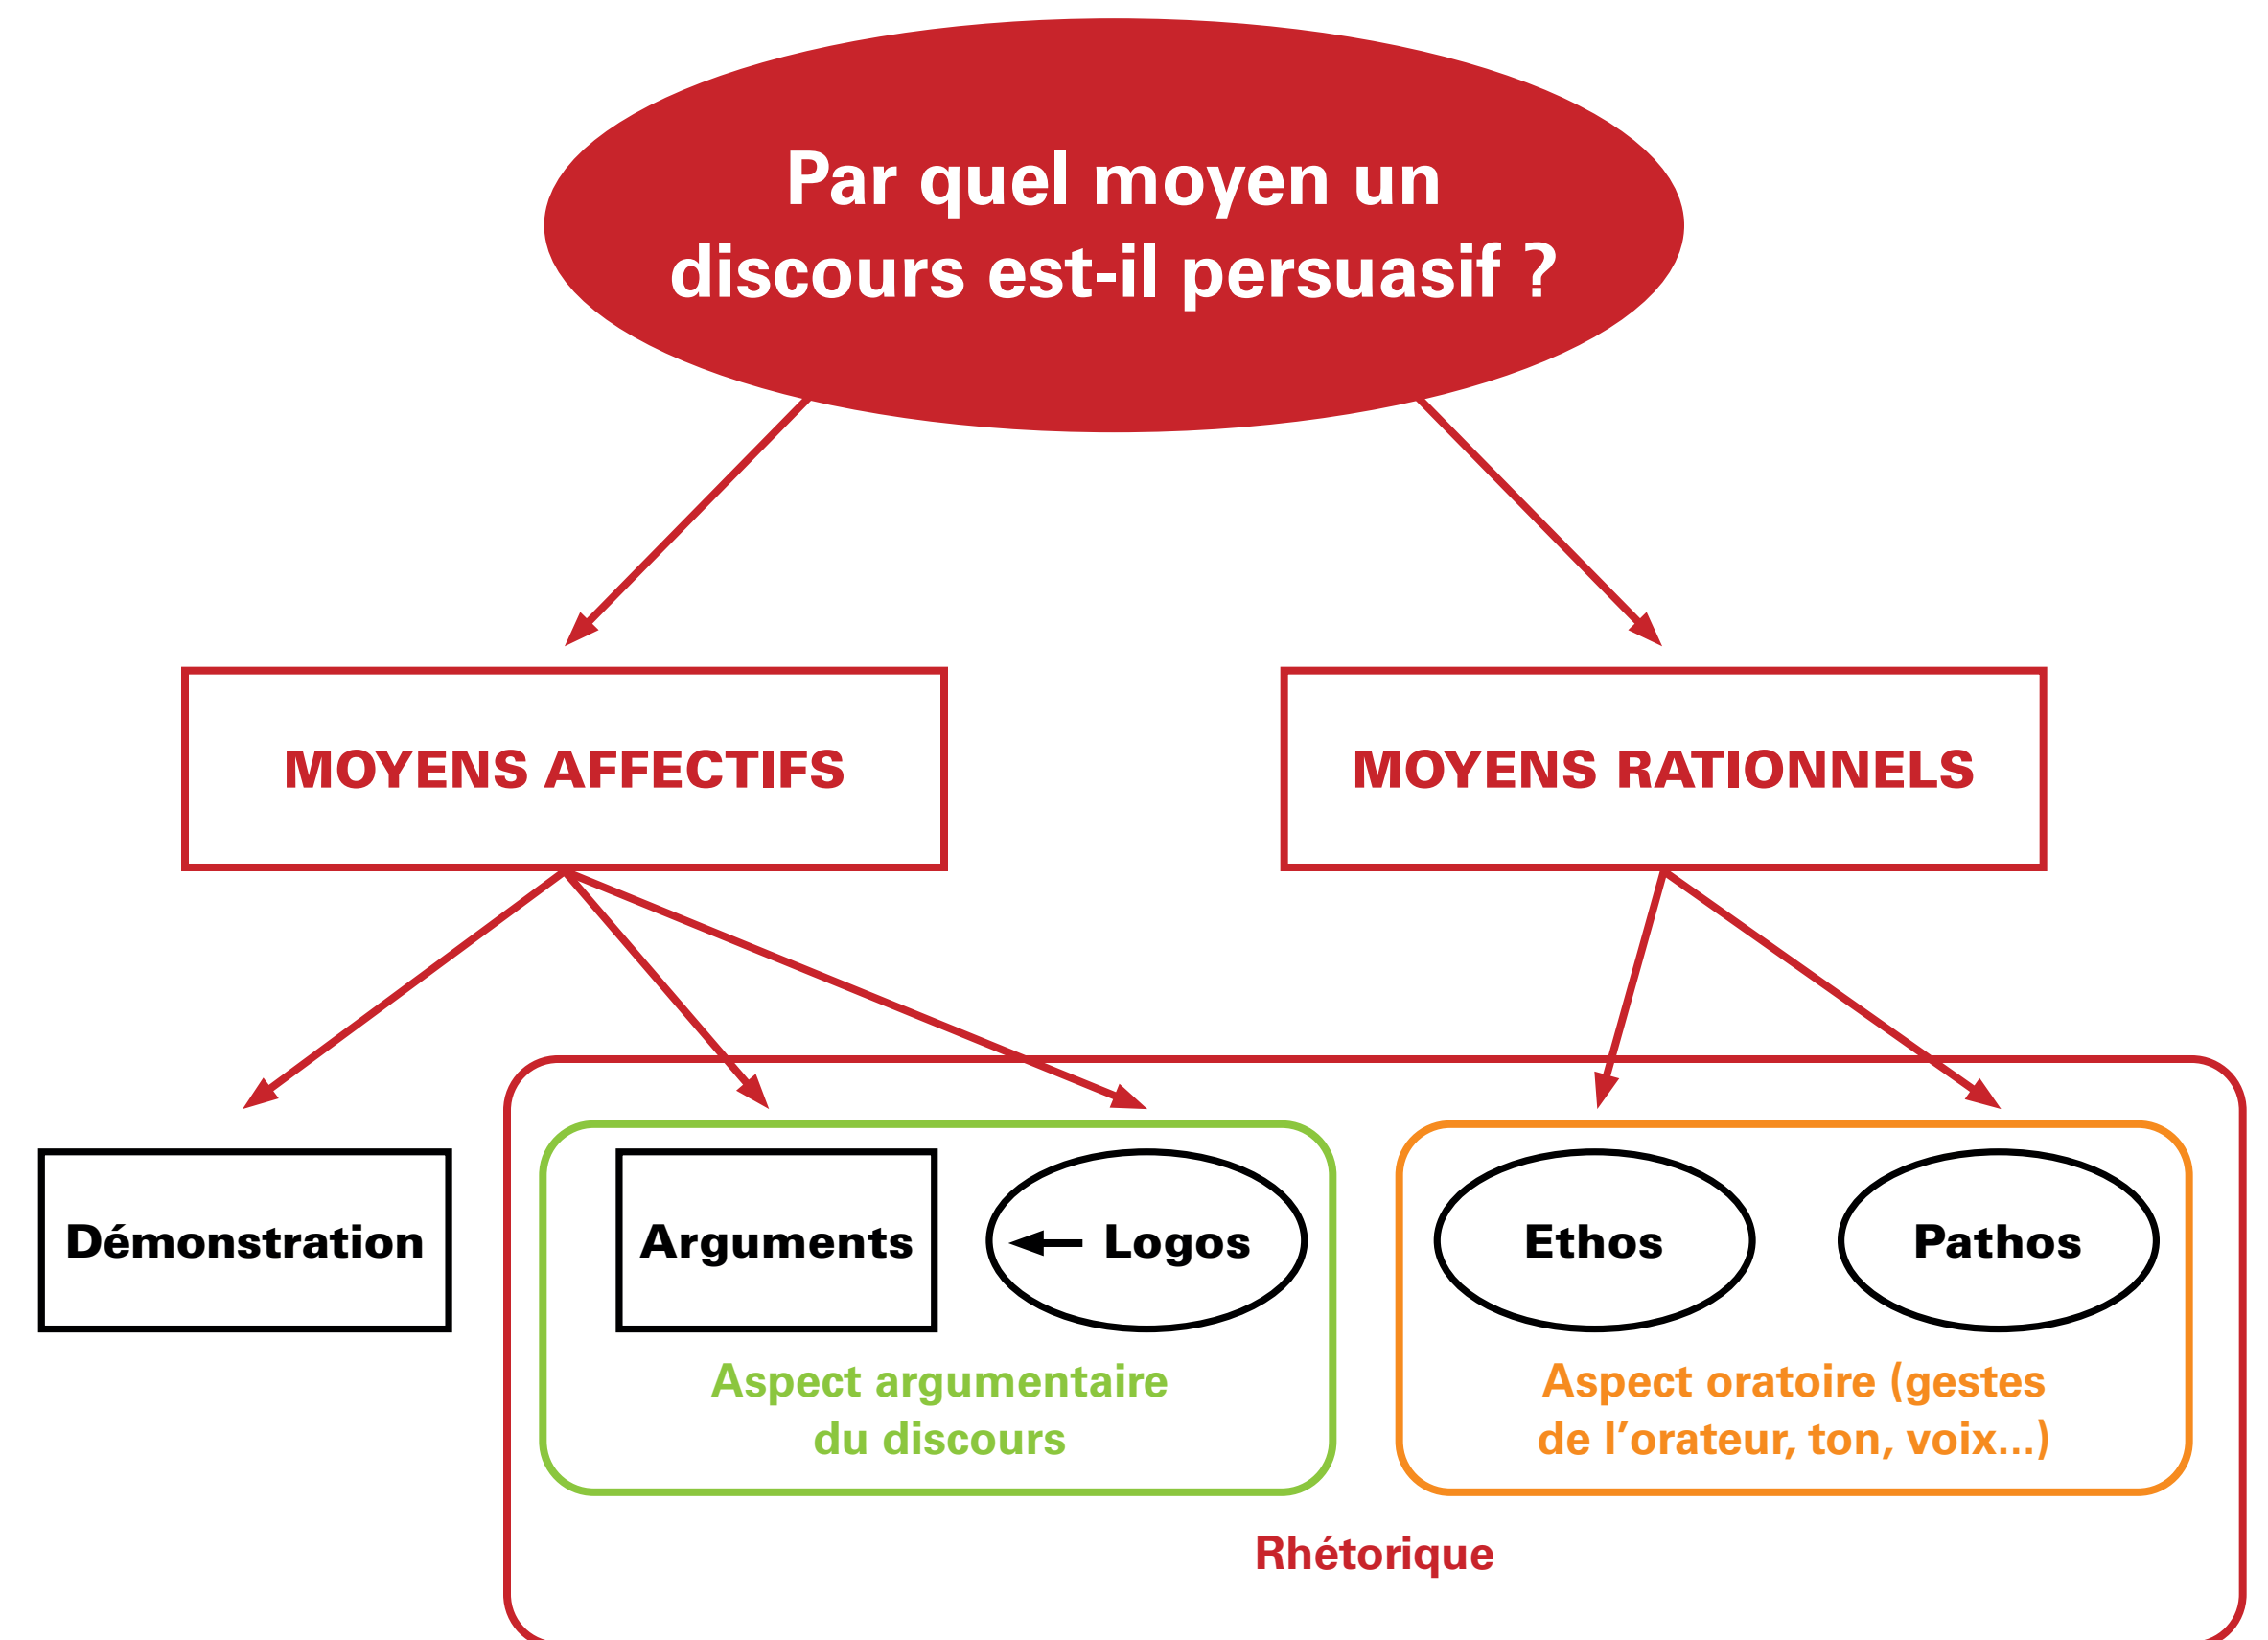 Par quel moyen un
discours est-il persuasif ?
MOYENS AFFECTIFS
MOYENS RATIONNELS
Démonstration
Arguments
Logos
Ethos
Pathos
Aspect argumentaire
du discours
Aspect oratoire (gestes
de l’orateur, ton, voix…)
Rhétorique